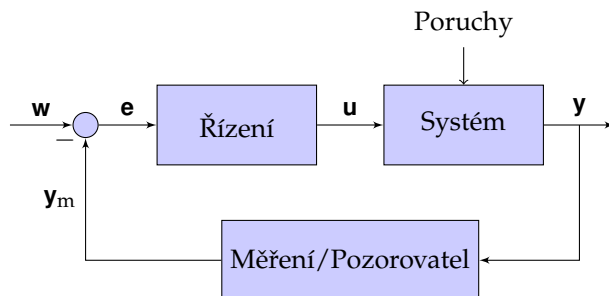 Poruchy
w
e
Řízení
u
Systém
y
−
y_m
Měření/Pozorovatel